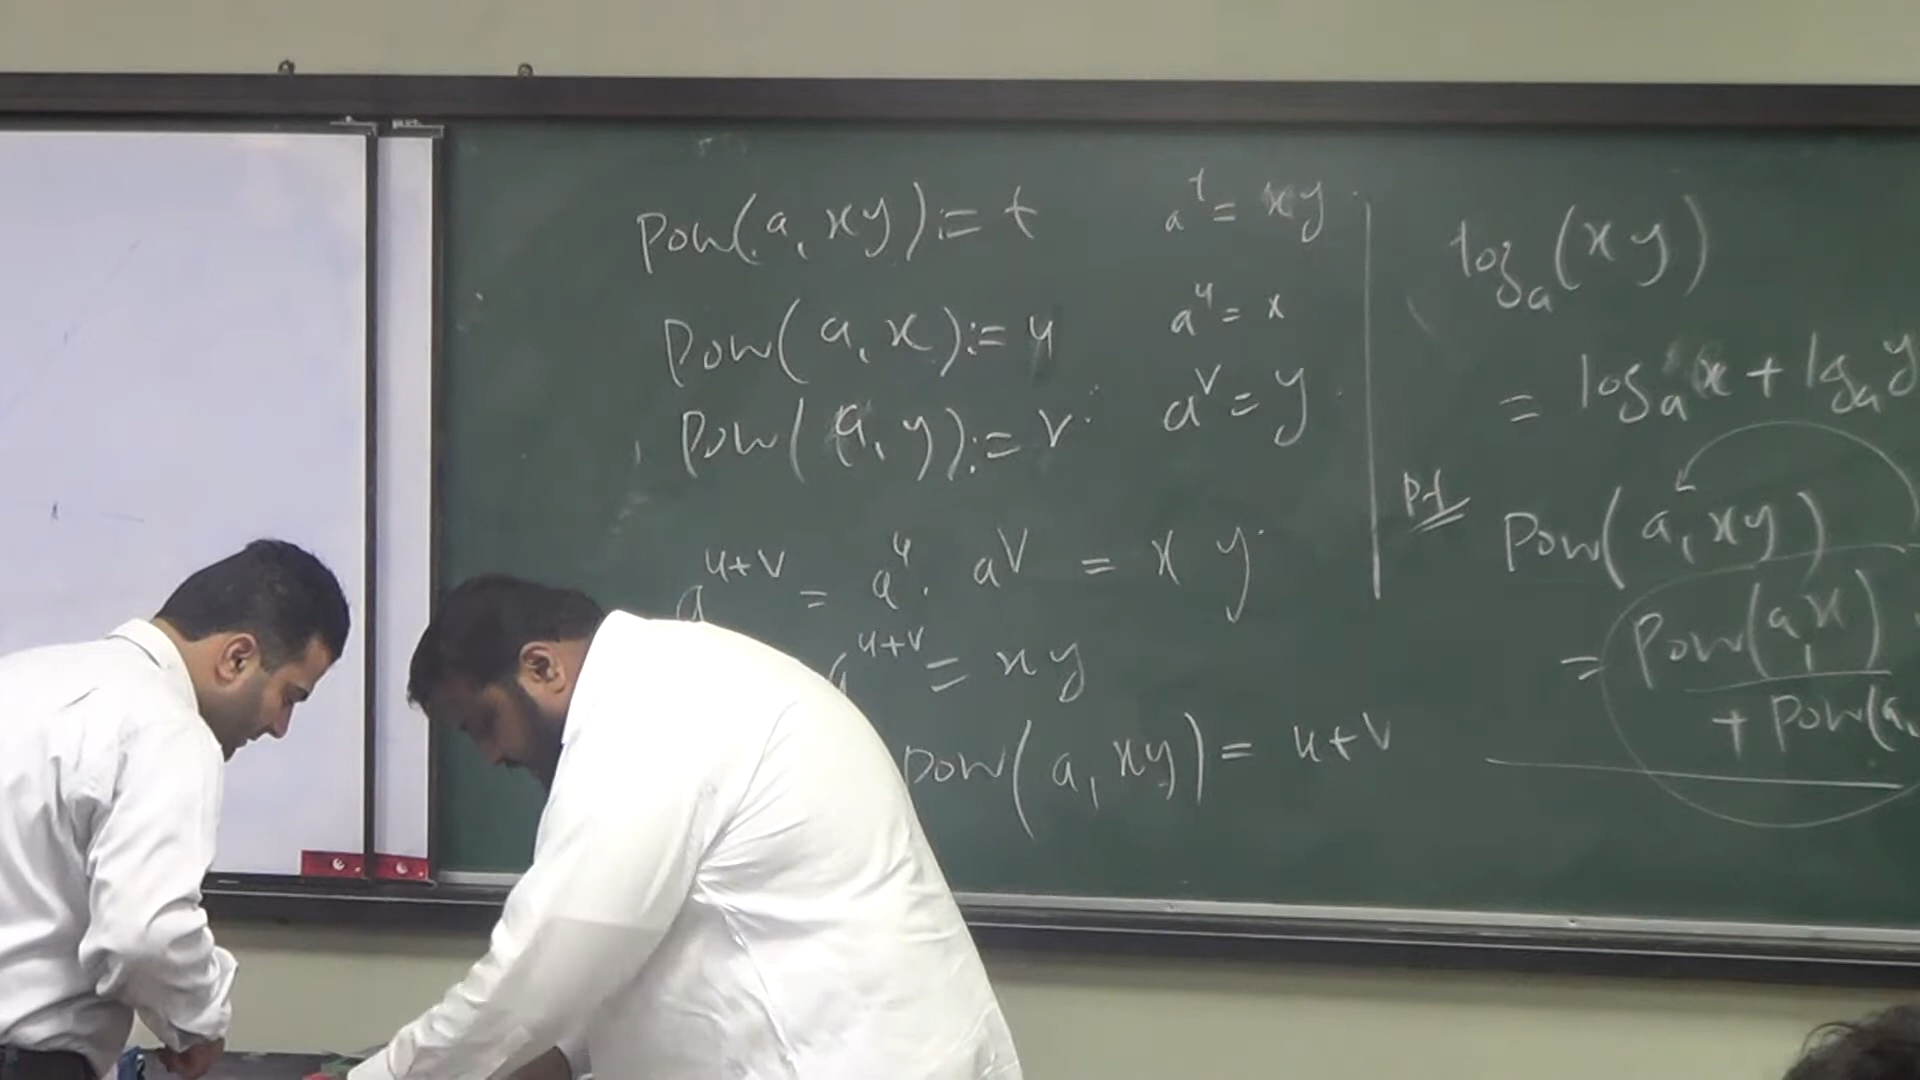 Pow(a, xy) := t    a^t = xy
Pow(a, x) := u    a^u = x
Pow(a, y) := v    a^v = y
a^{u+v} = a^u . a^v = x y
a^{u+v} = xy
Pow(a, xy) = u+v
log_a(xy)
= log_a x + log_a y
Pf
Pow(a, xy)
= Pow(a, x)
+ Pow(a,